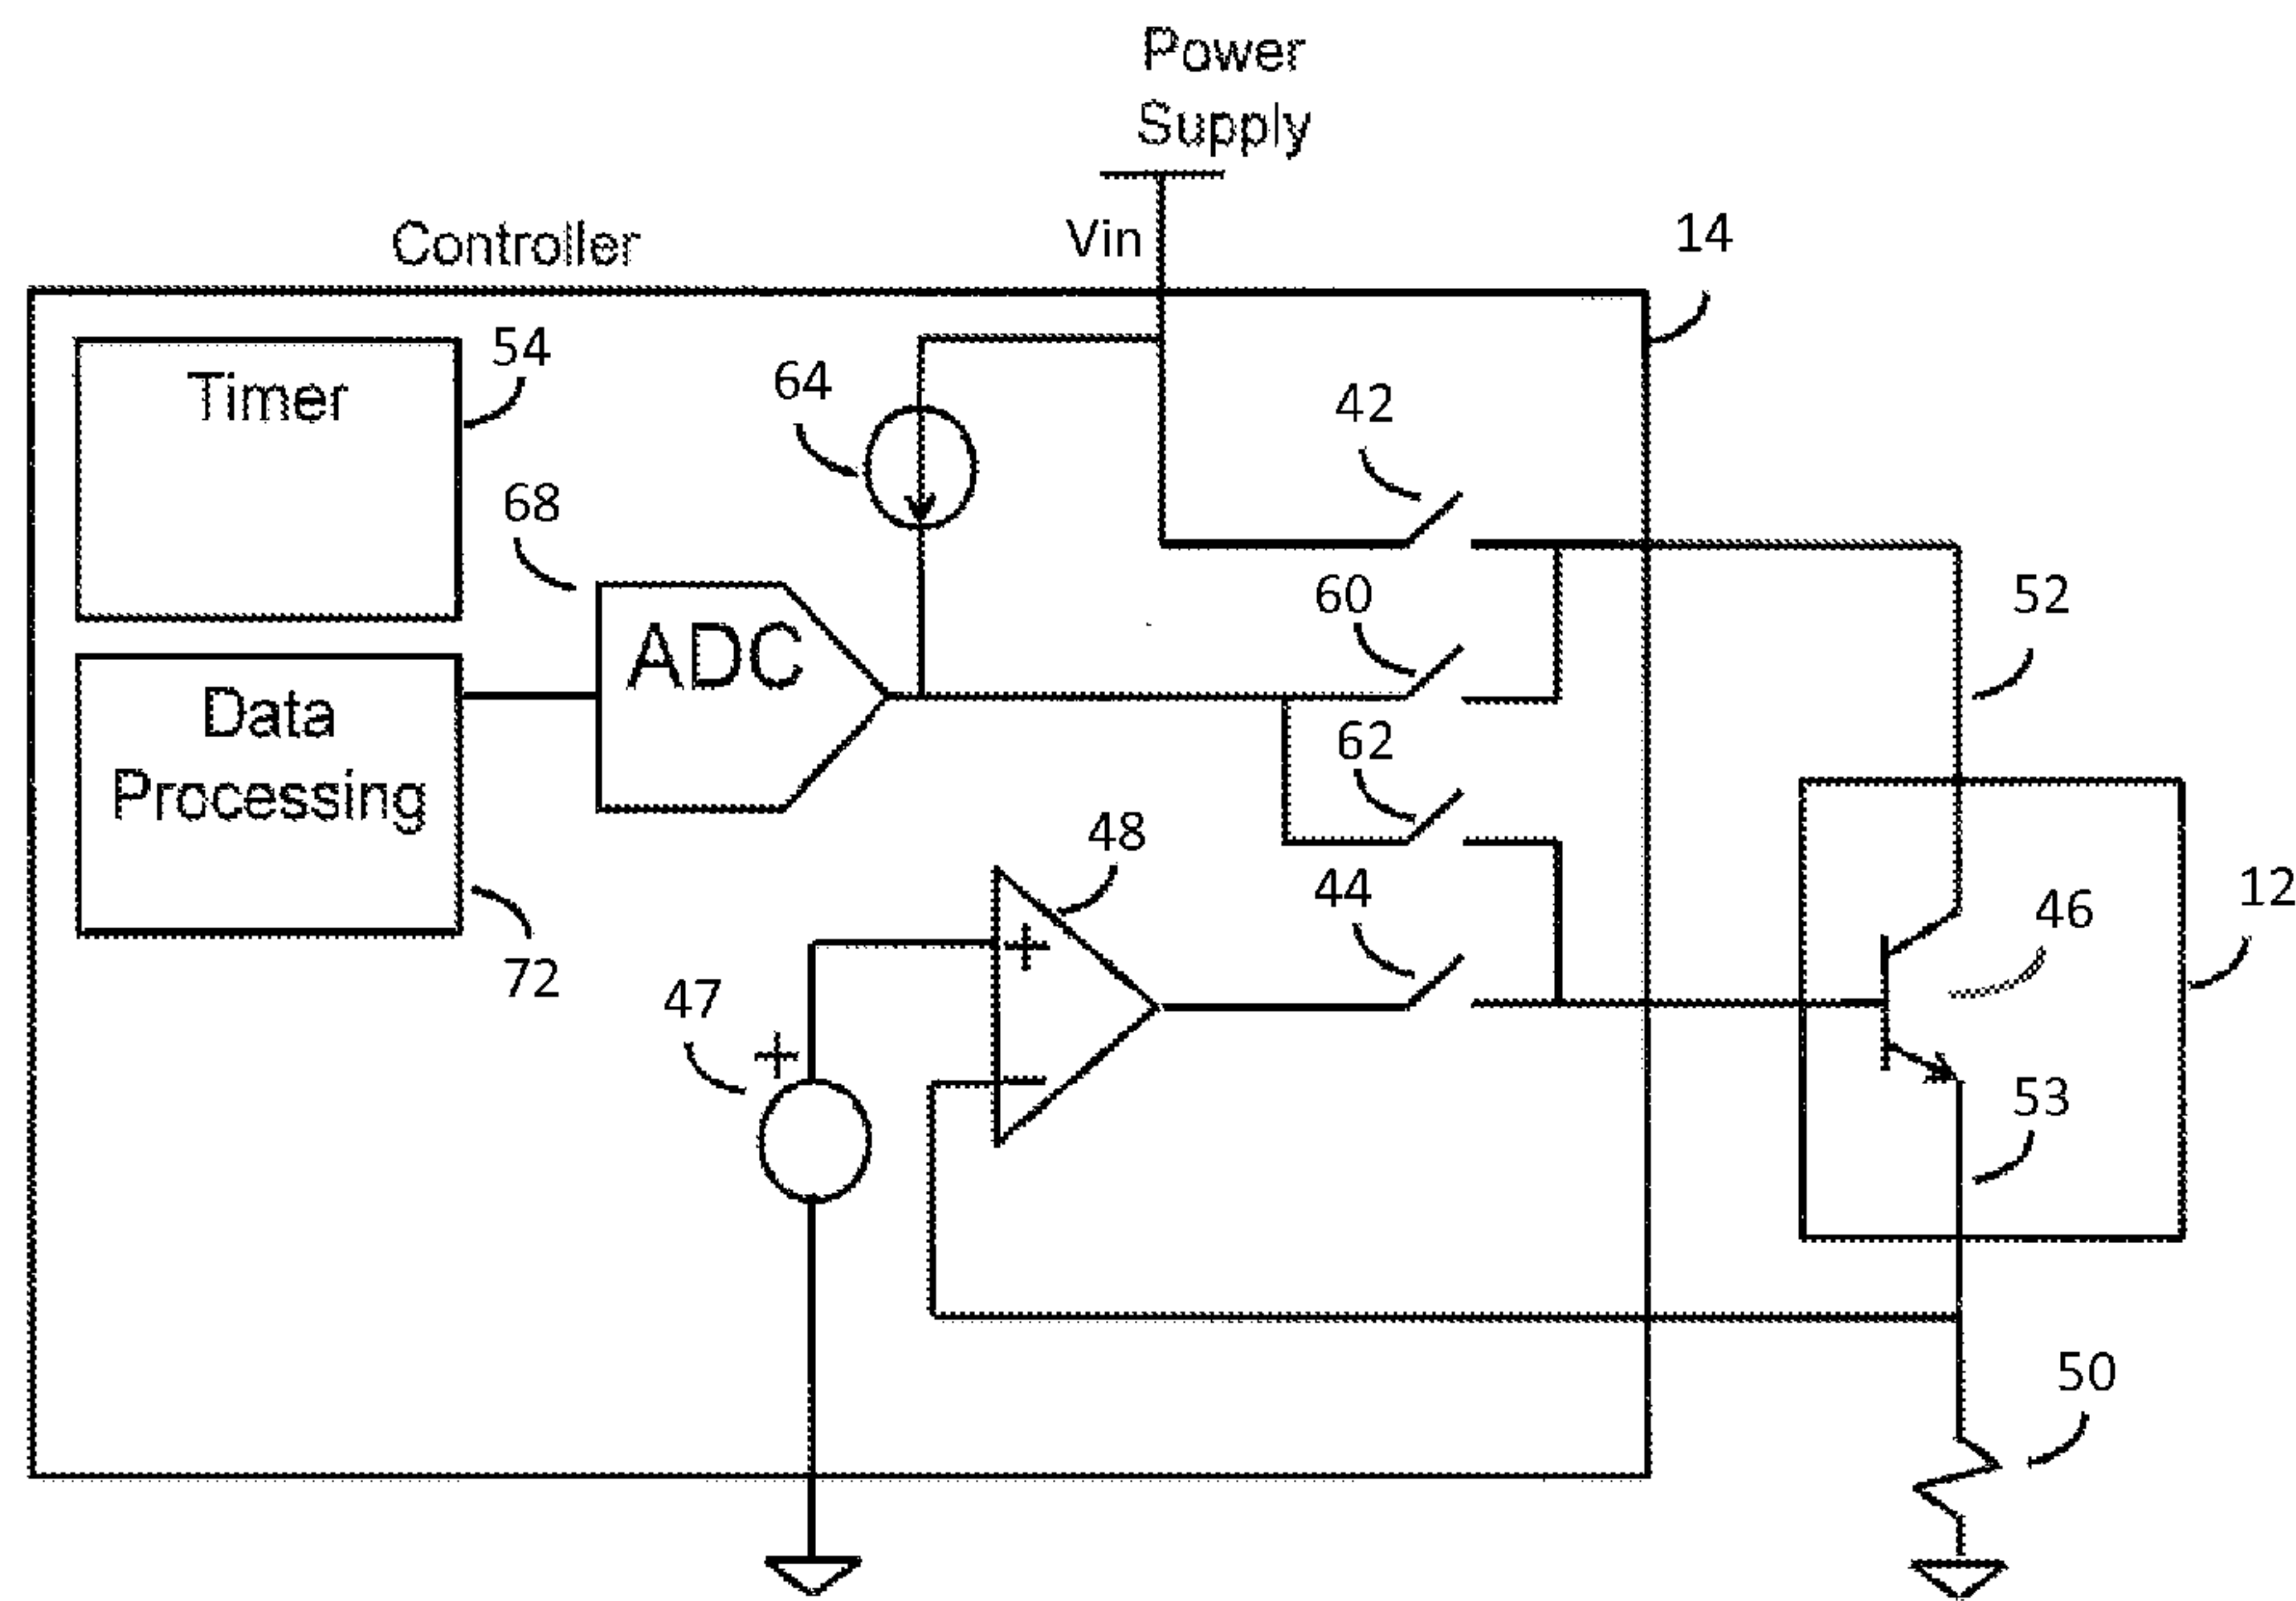 Power
Supply
Vin
Controller
14
Timer
54
64
42
68
ADC
60
52
Data
Processing
62
48
44
12
46
72
47
+
+
−
53
50